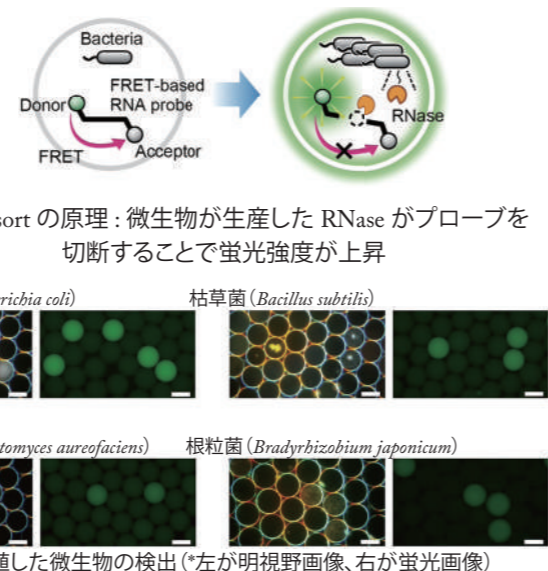 Bacteria
FRET-based
RNA probe
Donor
FRET
Acceptor
RNase
sort の原理 : 微生物が生産した RNase がプローブを
切断することで蛍光強度が上昇
richia coli) 枯草菌 (Bacillus subtilis)
tomyces aureofaciens) 根粒菌 (Bradyrhizobium japonicum)
した微生物の検出 (*左が明視野画像、右が蛍光画像)